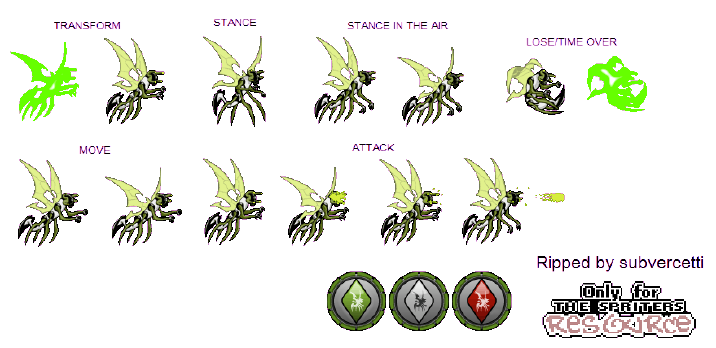 TRANSFORM
STANCE
STANCE IN THE AIR
LOSE/TIME OVER
MOVE
ATTACK
Ripped by subvercetti
Only for
THE SPRITERS
RESOURCE